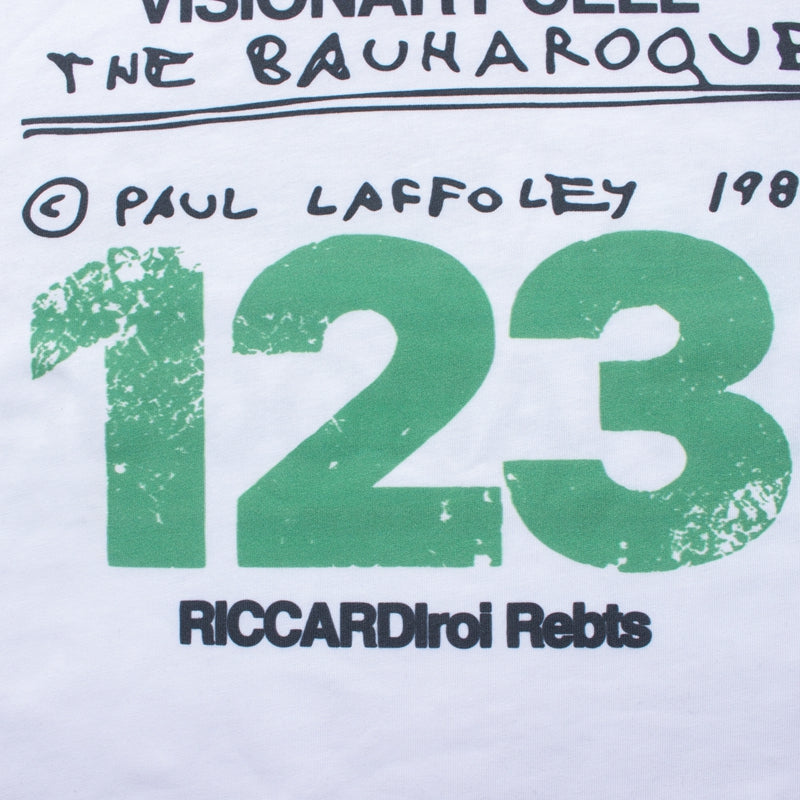 THE BAUHAROQUE
© PAUL LAFFOLEY 198
123
RICCARDIroi Rebts